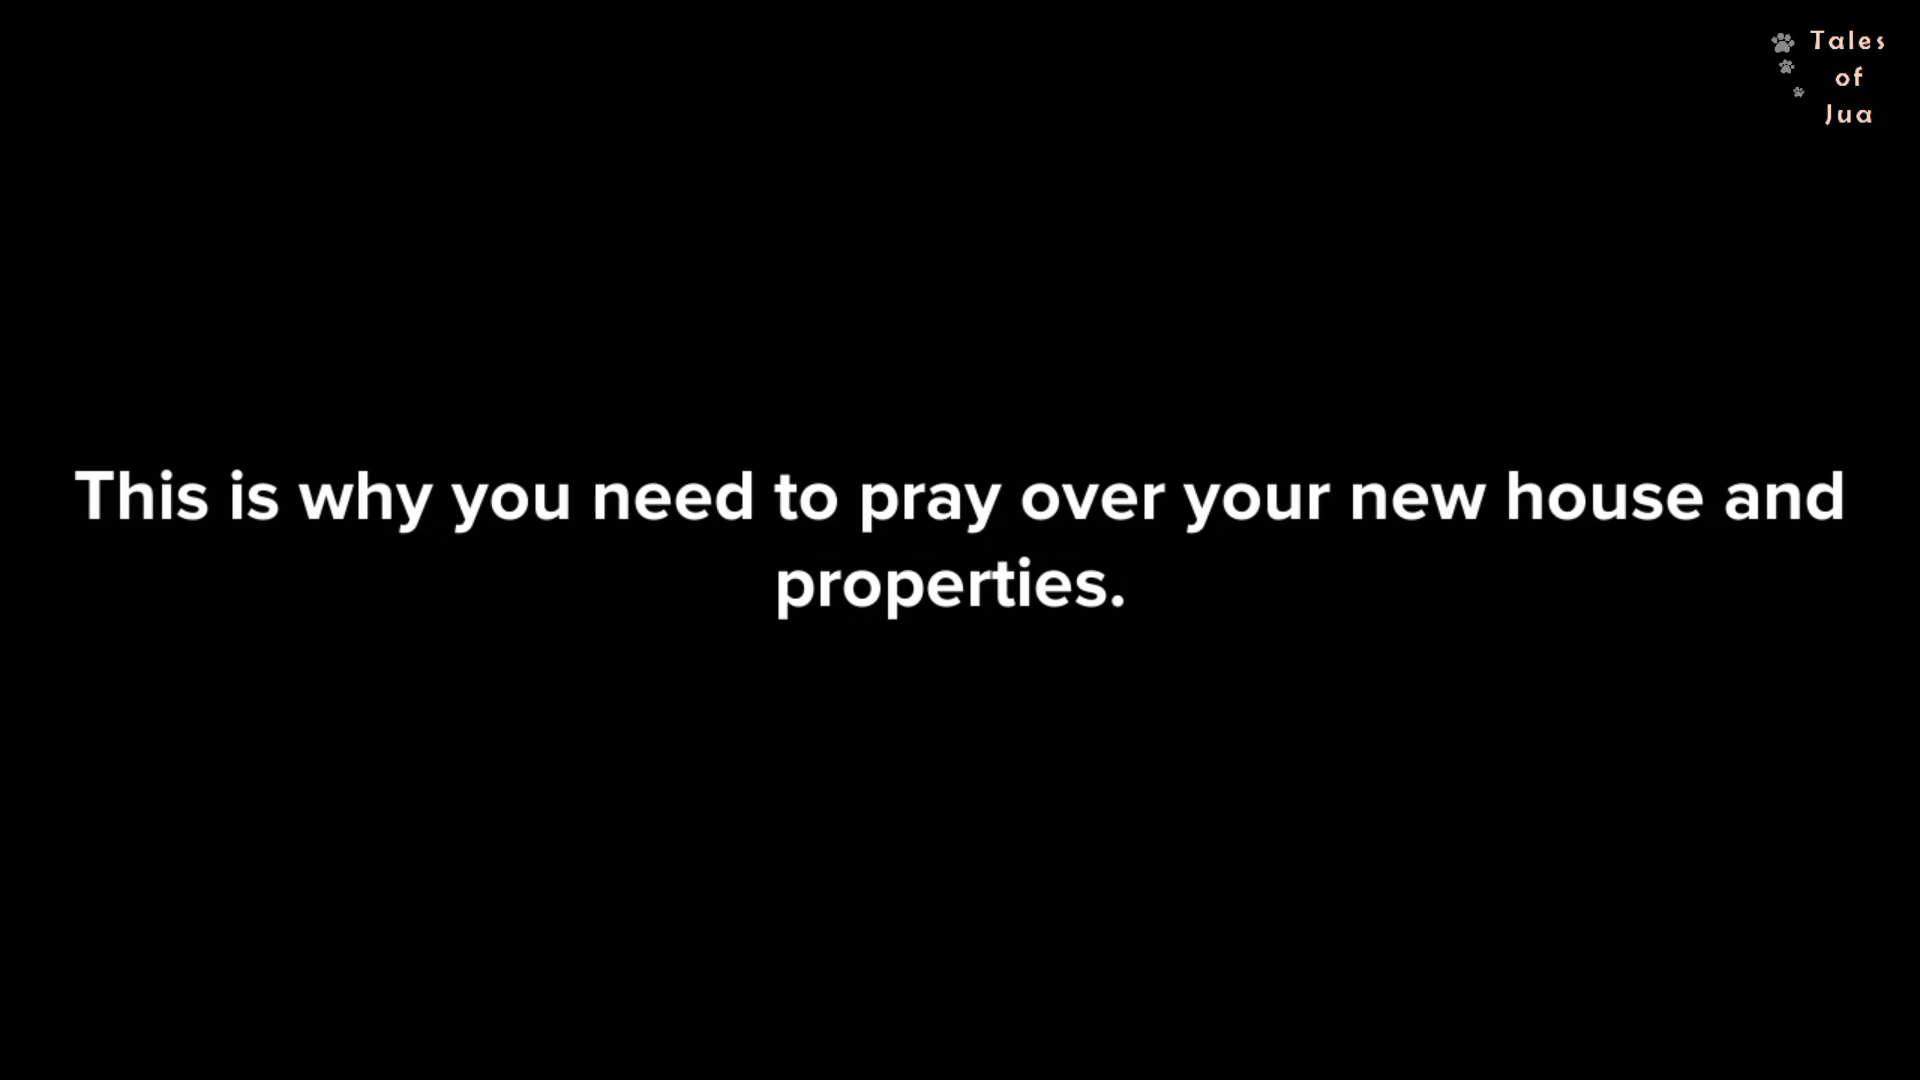 Tales
of
Jua
This is why you need to pray over your new house and
properties.